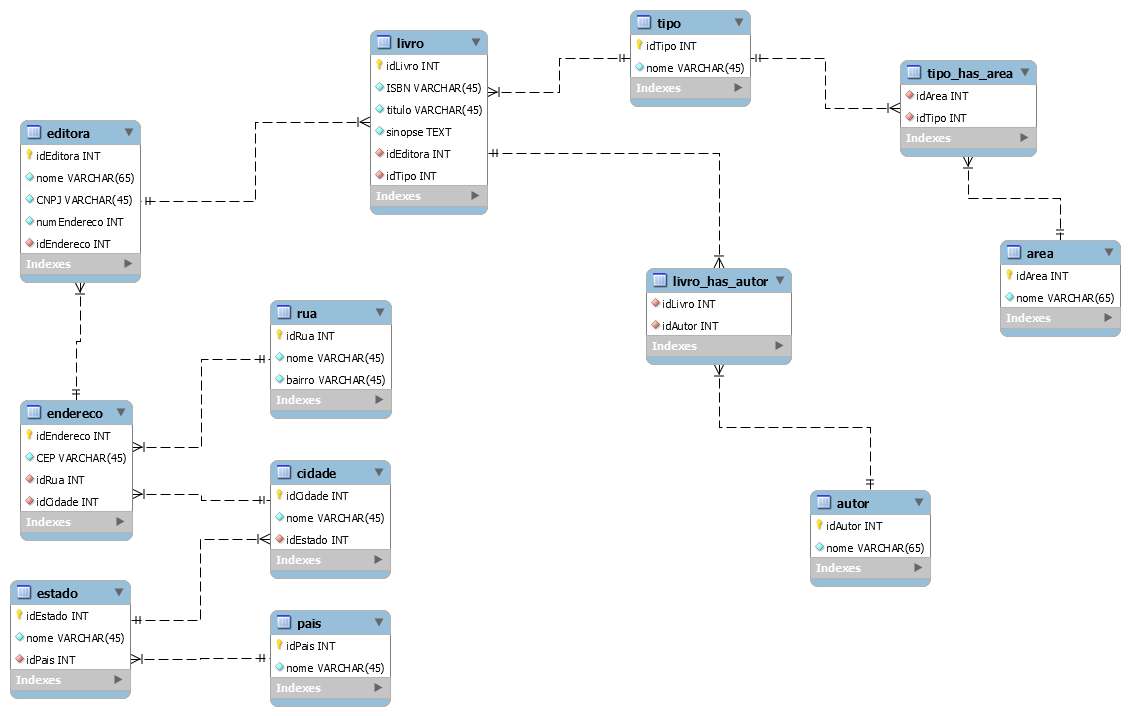 tipo
idTipo INT
nome VARCHAR(45)
Indexes
livro
idLivro INT
ISBN VARCHAR(45)
titulo VARCHAR(45)
sinopse TEXT
idEditora INT
idTipo INT
Indexes
tipo_has_area
idArea INT
idTipo INT
Indexes
editora
idEditora INT
nome VARCHAR(65)
CNPJ VARCHAR(45)
numEndereco INT
idEndereco INT
Indexes
area
idArea INT
nome VARCHAR(65)
Indexes
livro_has_autor
idLivro INT
idAutor INT
Indexes
rua
idRua INT
nome VARCHAR(45)
bairro VARCHAR(45)
Indexes
endereco
idEndereco INT
CEP VARCHAR(45)
idRua INT
idCidade INT
Indexes
cidade
idCidade INT
nome VARCHAR(45)
idEstado INT
Indexes
autor
idAutor INT
nome VARCHAR(65)
Indexes
estado
idEstado INT
nome VARCHAR(45)
idPais INT
Indexes
pais
idPais INT
nome VARCHAR(45)
Indexes